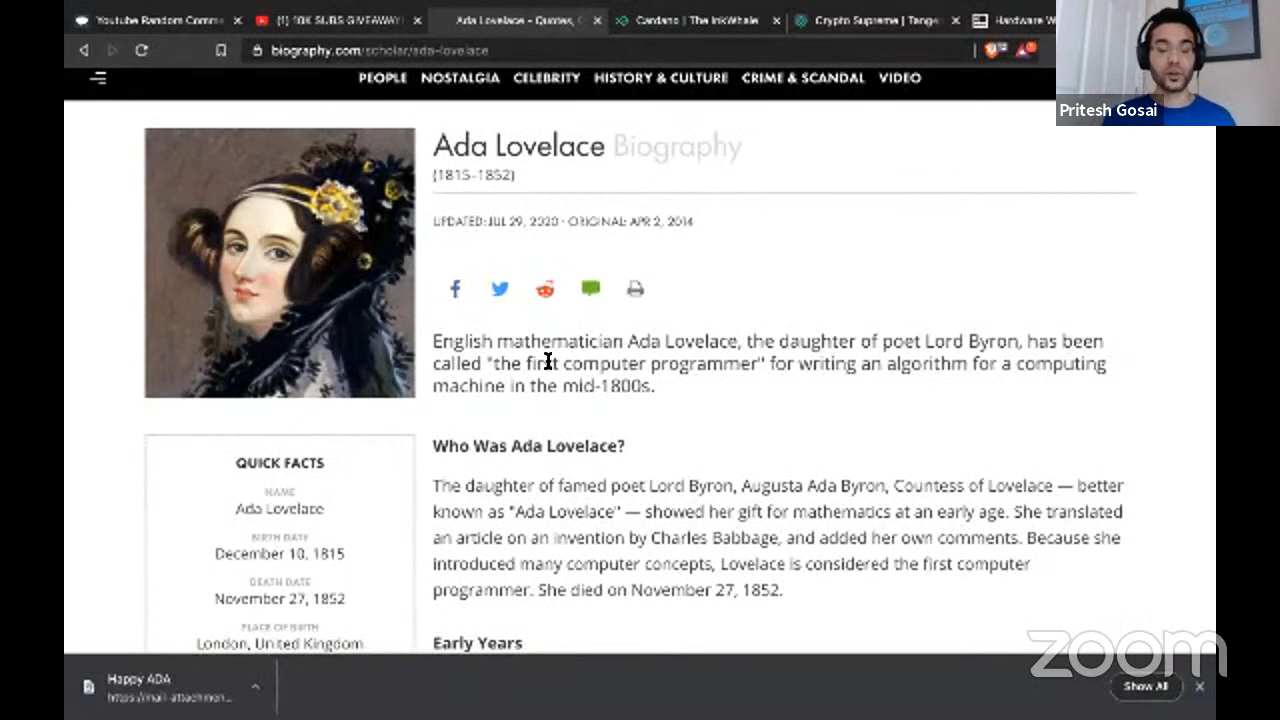 Youtube Random Comme
(1) 10K SUBS GIVEAWAY
Ada Lovelace - Quotes,
Cardano | The InkWhale
Crypto Supreme | Tange
Hardware W
biography.com/scholar/ada-lovelace
PEOPLE NOSTALGIA CELEBRITY HISTORY & CULTURE CRIME & SCANDAL VIDEO
Pritesh Gosai
Ada Lovelace Biography
(1815–1852)
UPDATED: JUL 29, 2020 · ORIGINAL: APR 2, 2014
English mathematician Ada Lovelace, the daughter of poet Lord Byron, has been
called "the first computer programmer" for writing an algorithm for a computing
machine in the mid-1800s.
Who Was Ada Lovelace?
The daughter of famed poet Lord Byron, Augusta Ada Byron, Countess of Lovelace — better
known as "Ada Lovelace" — showed her gift for mathematics at an early age. She translated
an article on an invention by Charles Babbage, and added her own comments. Because she
introduced many computer concepts, Lovelace is considered the first computer
programmer. She died on November 27, 1852.
Early Years
QUICK FACTS
NAME
Ada Lovelace
BIRTH DATE
December 10, 1815
DEATH DATE
November 27, 1852
PLACE OF BIRTH
London, United Kingdom
zoom
Happy ADA
https://mail-attachmen...
Show All